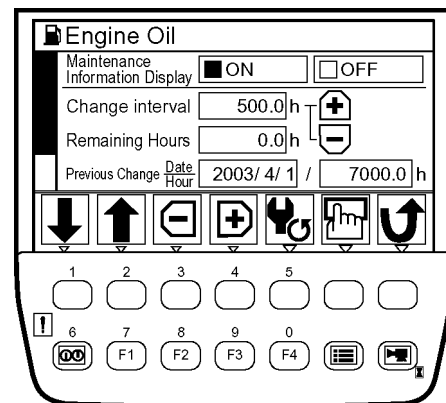 Engine Oil
Maintenance
Information Display ON OFF
Change interval 500.0 h
Remaining Hours 0.0 h
Previous Change Date
Hour 2003/ 4/ 1 / 7000.0 h
1 2 3 4 5
! 6 7 8 9 0
F1 F2 F3 F4